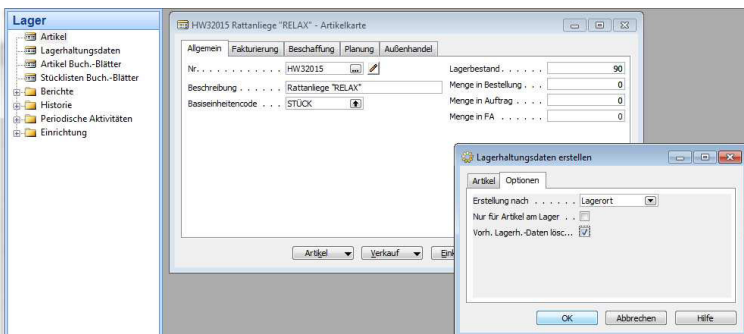 Lager
Artikel
Lagerhaltungsdaten
Artikel Buch.-Blätter
Stücklisten Buch.-Blätter
Berichte
Historie
Periodische Aktivitäten
Einrichtung
HW32015 Rattanliege "RELAX" - Artikelkarte
Allgemein Fakturierung Beschaffung Planung Außenhandel
Nr. . . . . . . . . . . . HW32015
Beschreibung . . . . . . Rattanliege "RELAX"
Basiseinheitencode . . . STÜCK
Lagerbestand . . . . . . 90
Menge in Bestellung . . . 0
Menge in Auftrag . . . . 0
Menge in FA . . . . . . 0
Artikel Verkauf
Lagerhaltungsdaten erstellen
Artikel Optionen
Erstellung nach . . . . . . Lagerort
Nur für Artikel am Lager . .
Vorh. Lagerh.-Daten lösc...
OK Abbrechen Hilfe